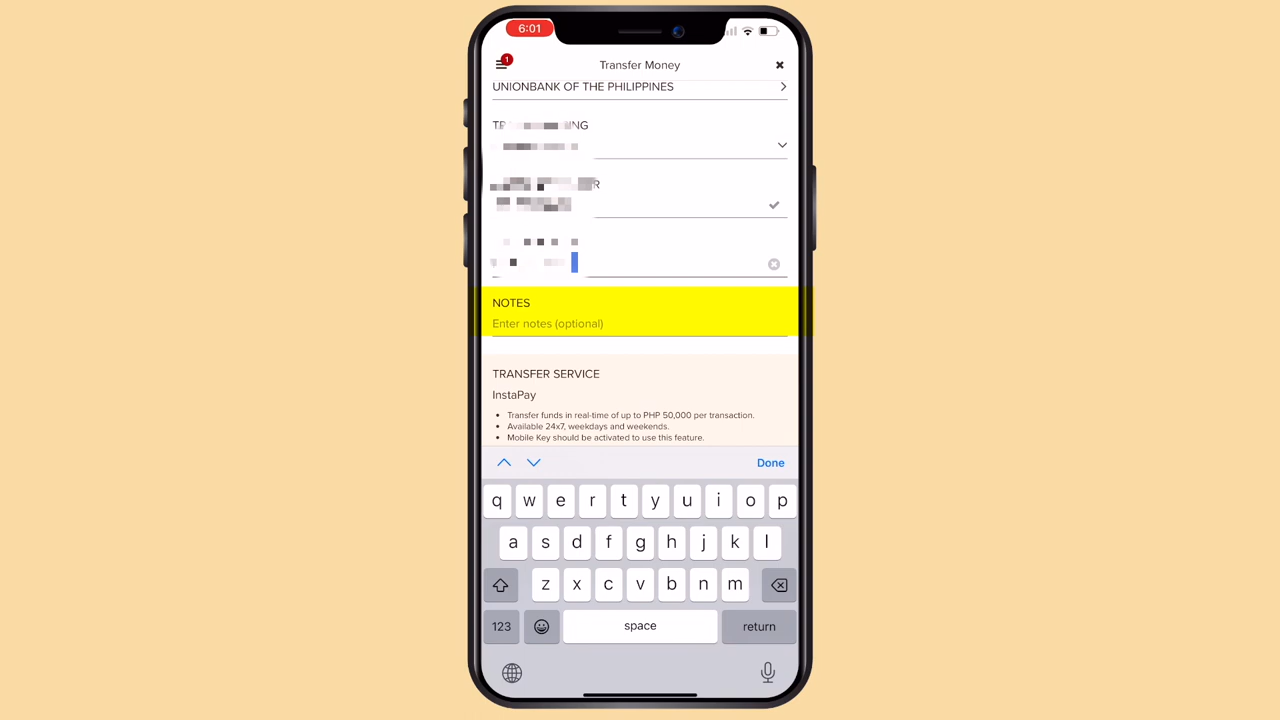 6:01
1
Transfer Money
UNIONBANK OF THE PHILIPPINES
NOTES
Enter notes (optional)
TRANSFER SERVICE
InstaPay
• Transfer funds in real-time of up to PHP 50,000 per transaction.
• Available 24x7, weekdays and weekends.
• Mobile Key should be activated to use this feature.
Done
q w e r t y u i o p
a s d f g h j k l
z x c v b n m
123 space return